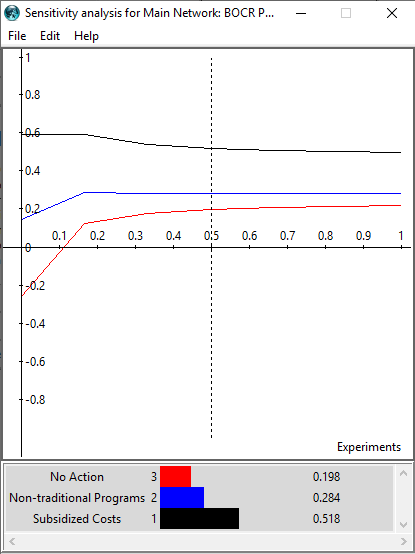 Sensitivity analysis for Main Network: BOCR P...
File Edit Help
1
0.8
0.6
0.4
0.2
0.1 0.2 0.3 0.4 0.5 0.6 0.7 0.8 0.9 1
0
-0.2
-0.4
-0.6
-0.8
Experiments
No Action 3 0.198
Non-traditional Programs 2 0.284
Subsidized Costs 1 0.518